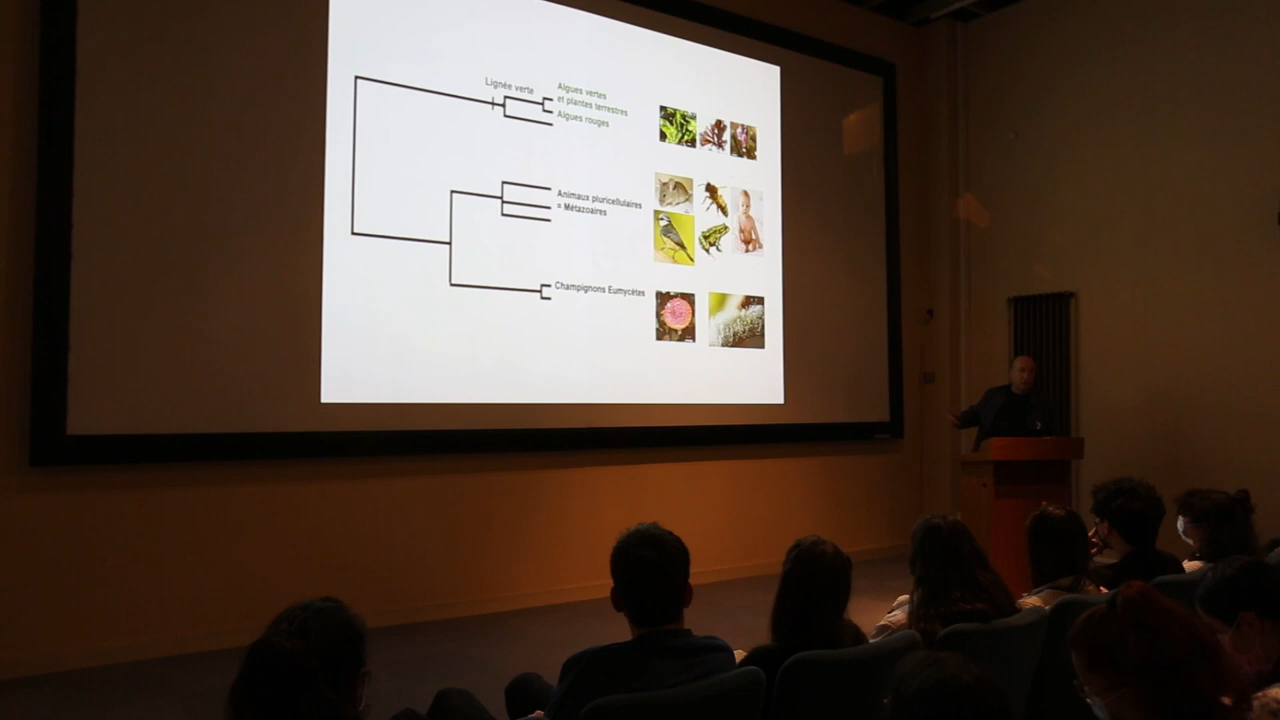 Lignée verte
Algues vertes
et plantes terrestres
Algues rouges
Animaux pluricellulaires
= Métazoaires
Champignons Eumycètes